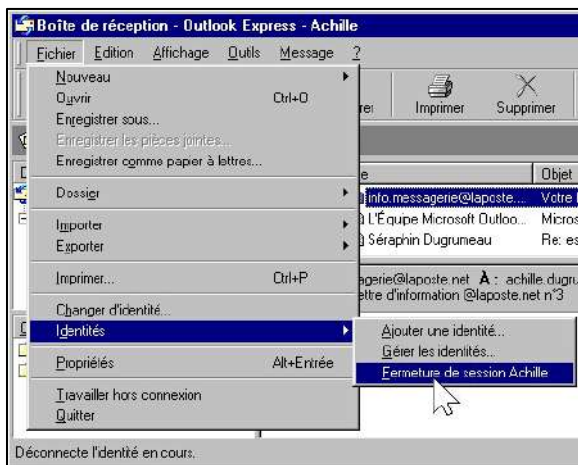 Boîte de réception - Outlook Express - Achille
Fichier Edition Affichage Outils Message ?
Nouveau
Ouvrir Ctrl+O
Enregistrer sous...
Enregistrer les pièces jointes...
Enregistrer comme papier à lettres...
Dossier
Importer
Exporter
Imprimer... Ctrl+P
Changer d'identité...
Identités
Propriétés Alt+Entrée
Travailler hors connexion
Quitter
Imprimer Supprimer
Objet
info.messagerie@laposte... Votre
L'Équipe Microsoft Outloo... Micros
Séraphin Dugrumeau Re: es
agerie@laposte.net À : achille.dugru
ettre d'information @laposte.net n°3
Ajouter une identité...
Gérer les identités...
Fermeture de session Achille
Déconnecte l'identité en cours.